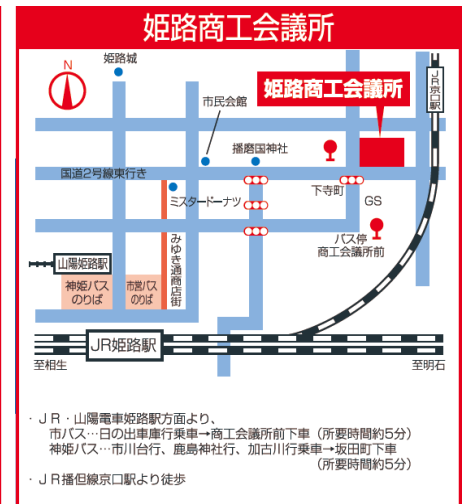 姫路商工会議所
N
姫路城
JR京口駅
市民会館
姫路商工会議所
播磨国神社
国道2号線東行き
下寺町
ミスタードーナツ
GS
みゆき通商店街
バス停
商工会議所前
山陽姫路駅
神姫バス
のりば
市営バス
のりば
JR姫路駅
至相生
至明石
・JR・山陽電車姫路駅方面より、
市バス…日の出車庫行乗車→商工会議所前下車（所要時間約5分）
神姫バス…市川台行、鹿島神社行、加古川行乗車→坂田町下車
（所要時間約5分）
・JR播但線京口駅より徒歩